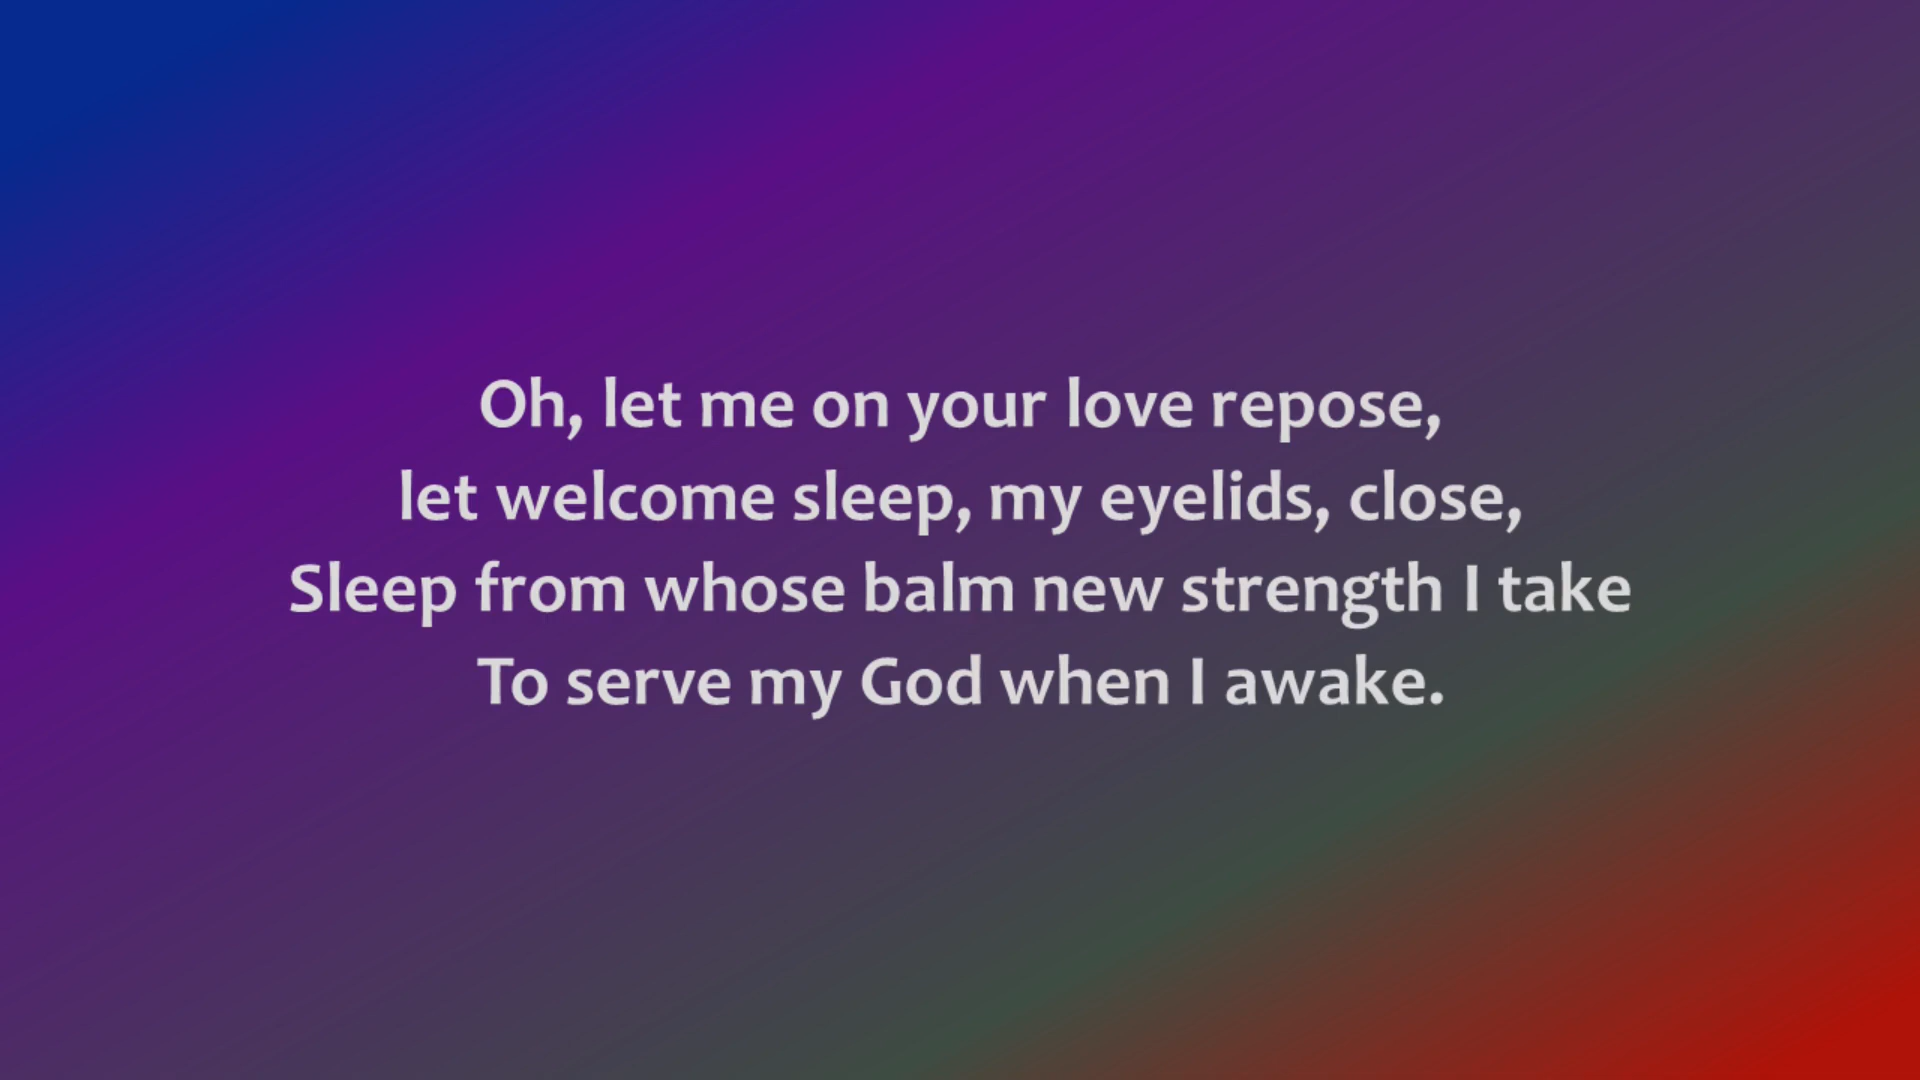 Oh, let me on your love repose,
let welcome sleep, my eyelids, close,
Sleep from whose balm new strength I take
To serve my God when I awake.